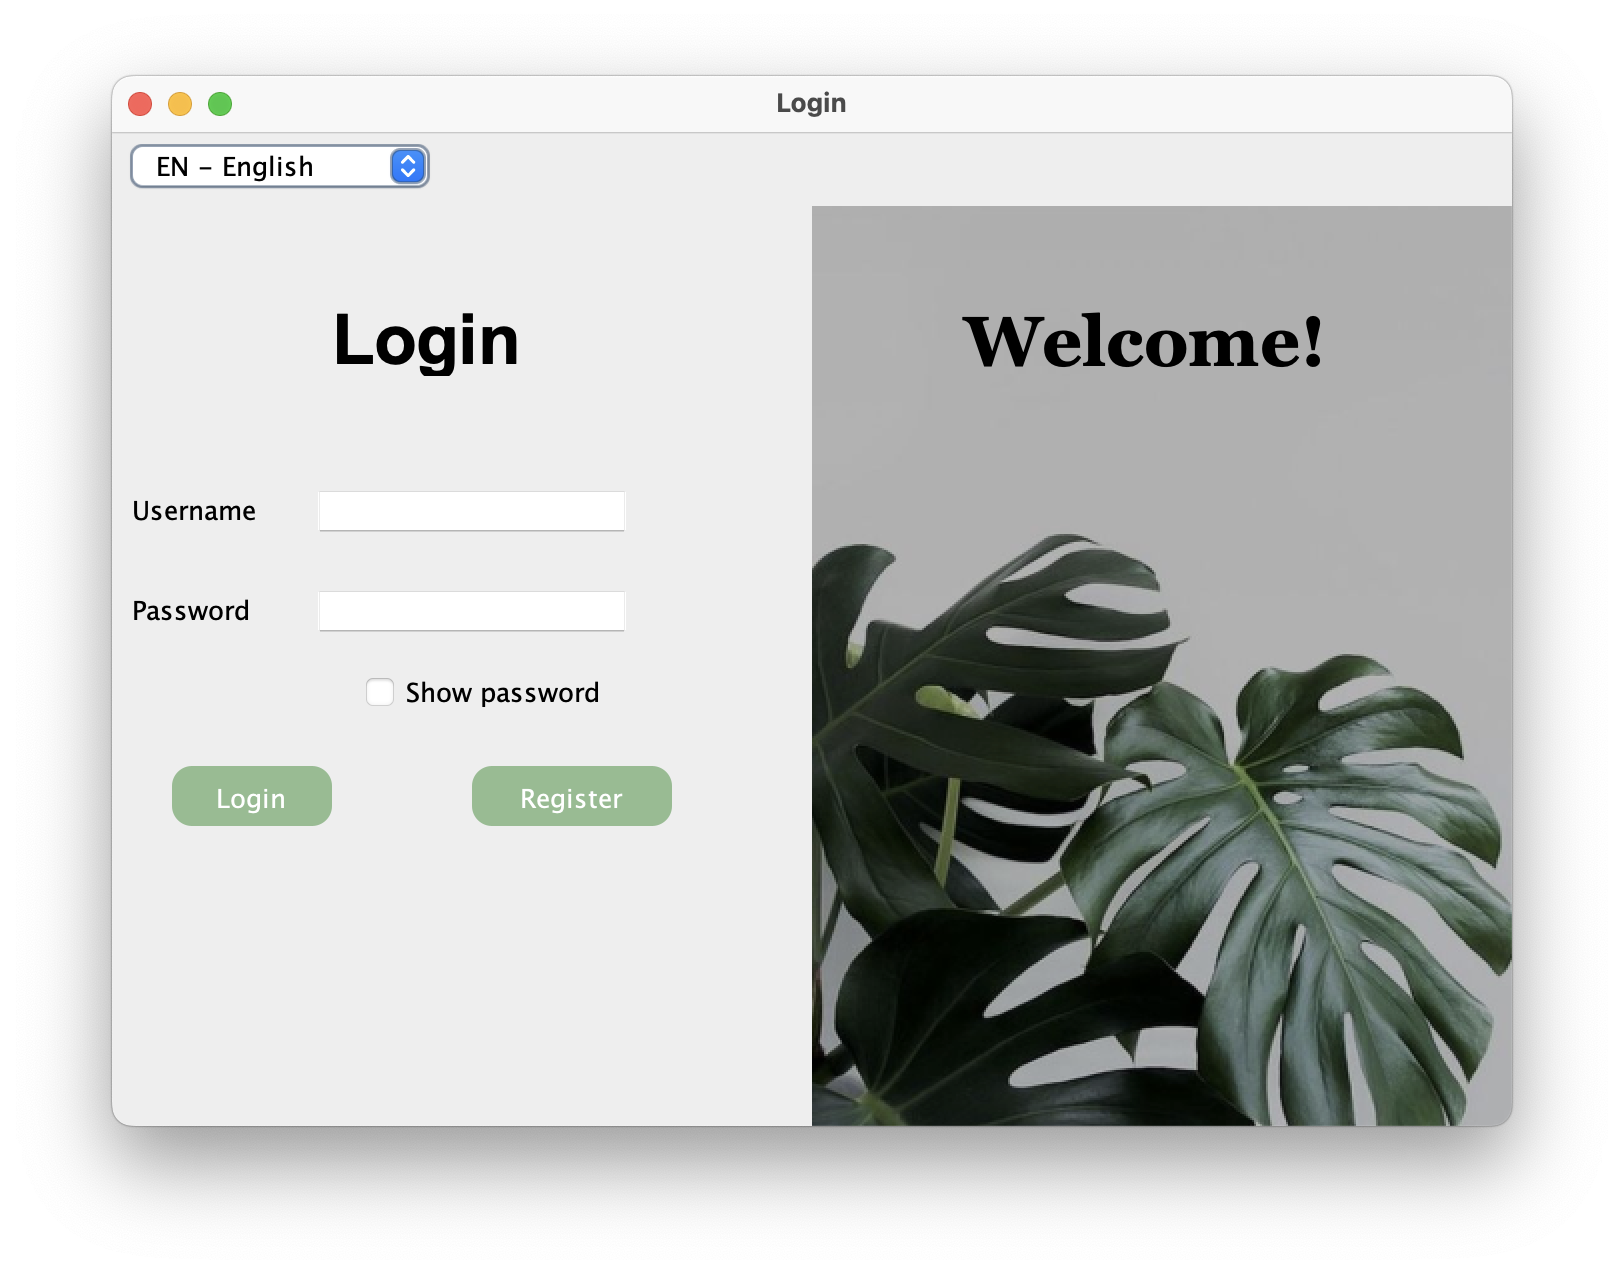 Login
EN – English
Login
Welcome!
Username
Password
Show password
Login
Register